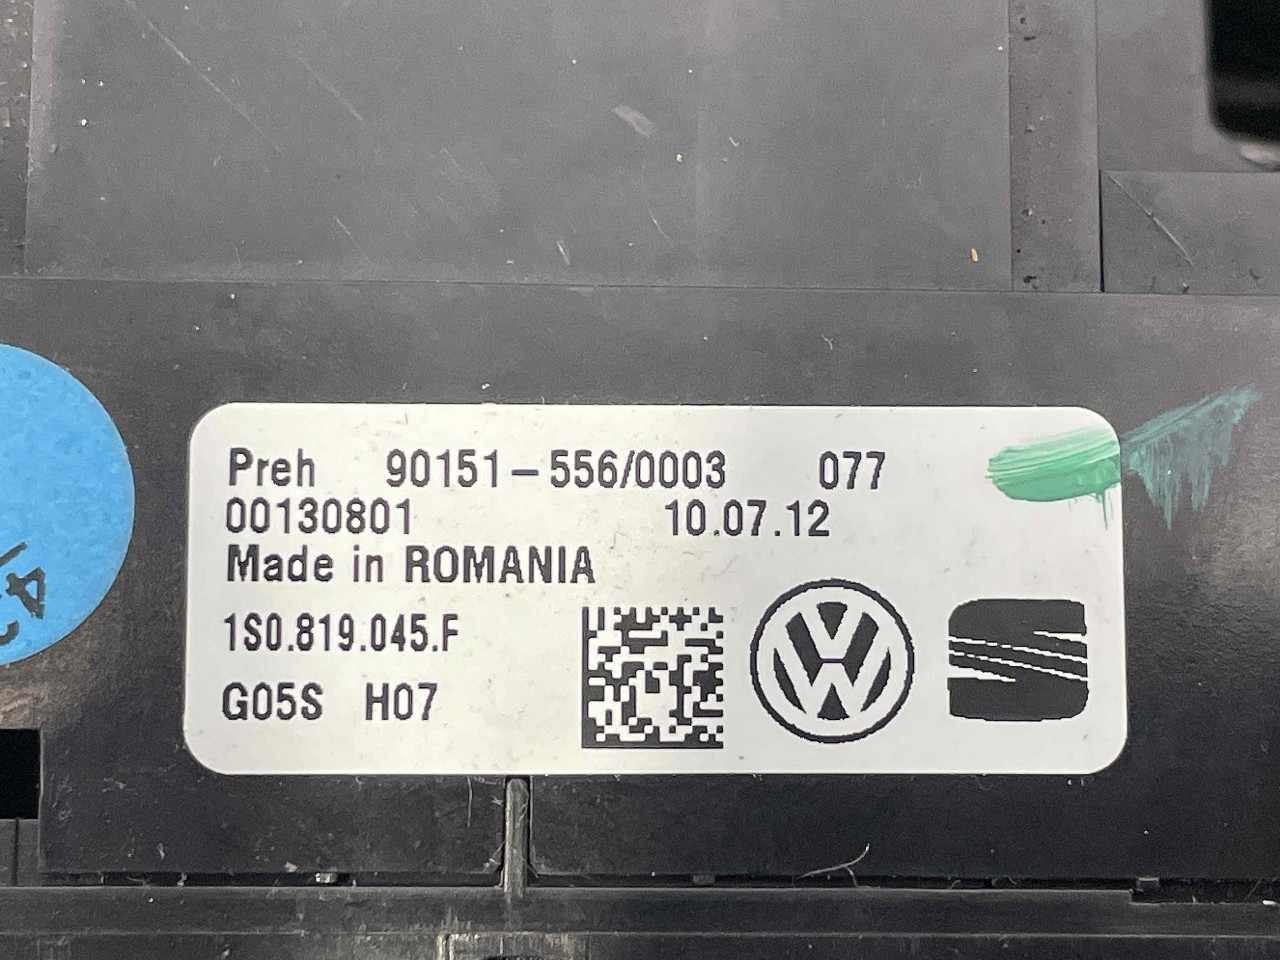 Preh 90151-556/0003 077
00130801 10.07.12
Made in ROMANIA
1S0.819.045.F
G05S H07